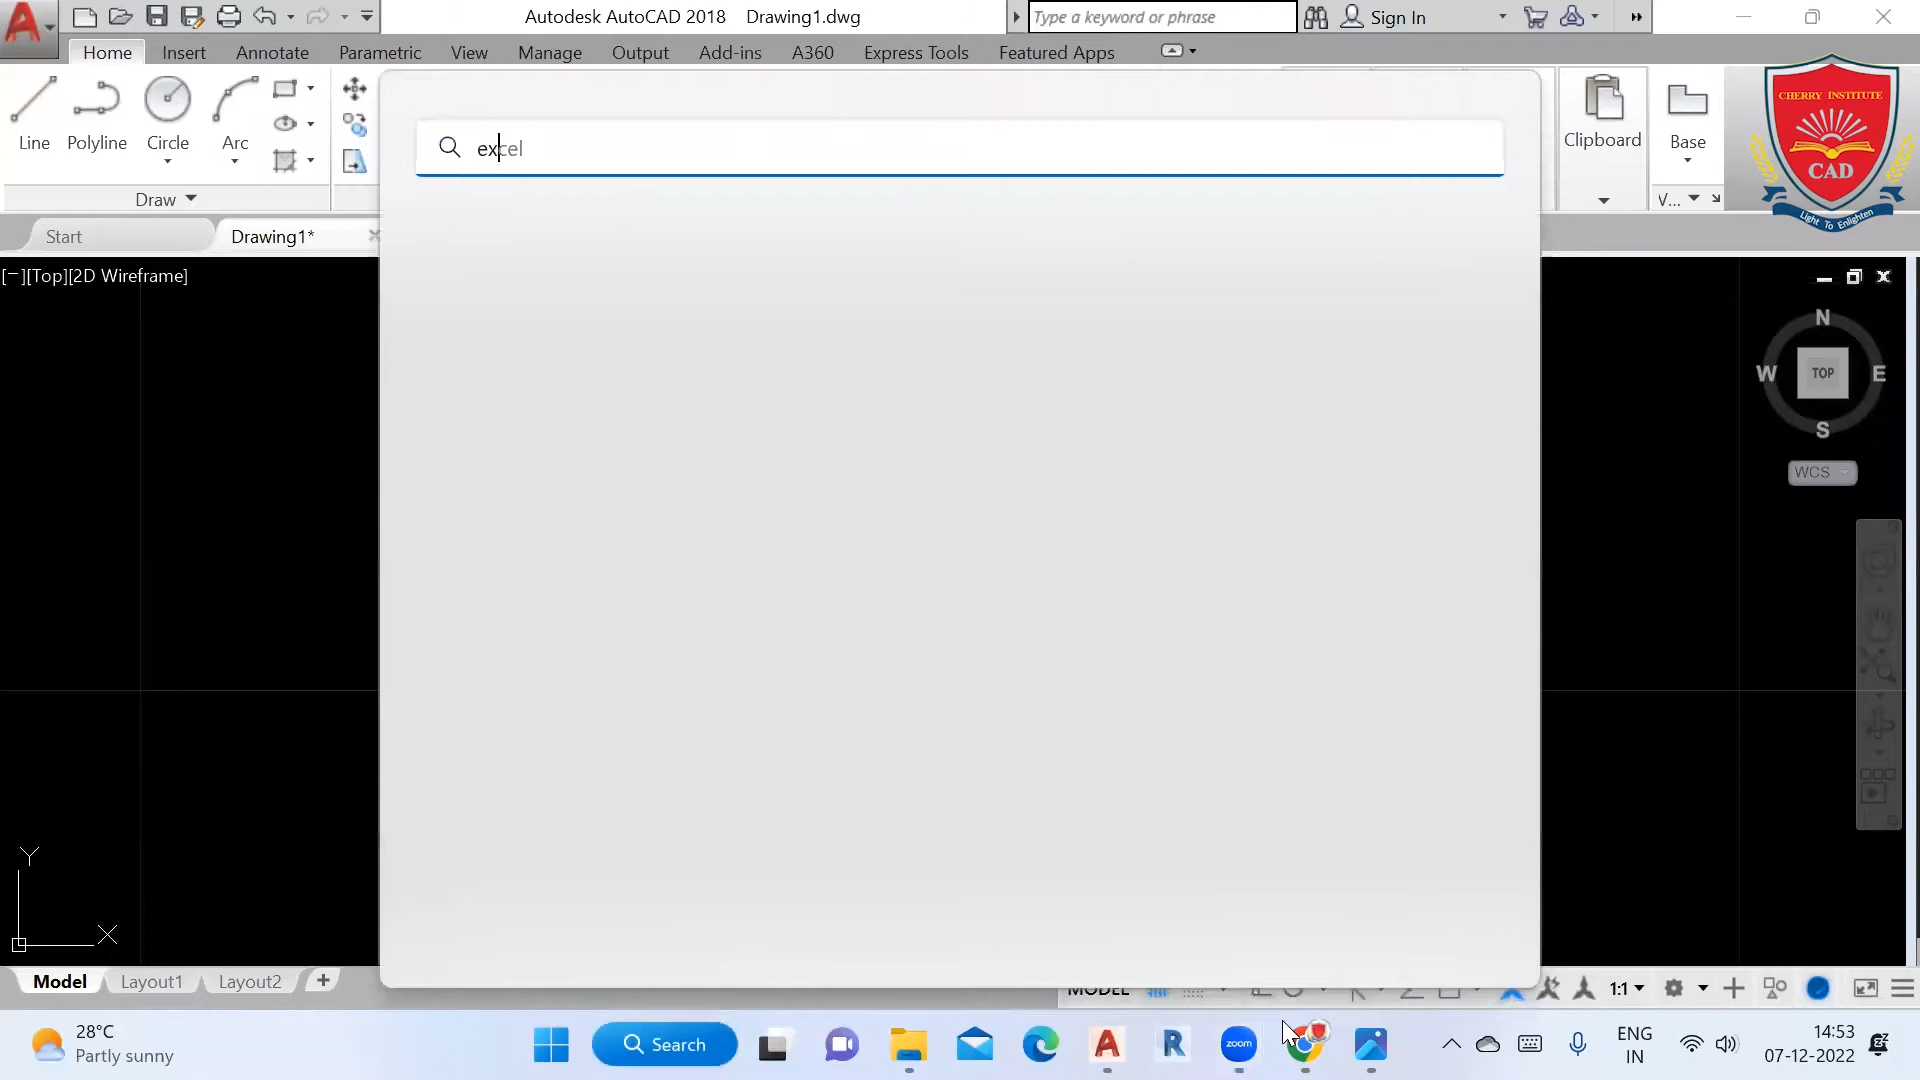 Autodesk AutoCAD 2018 Drawing1.dwg
Type a keyword or phrase
Sign In
Home Insert Annotate Parametric View Manage Output Add-ins A360 Express Tools Featured Apps
Line Polyline Circle Arc
Clipboard Base
Draw
V...
CHERRY INSTITUTE
CAD
Light To Enlighten
excel
Start Drawing1*
[−][Top][2D Wireframe]
N
W TOP E
S
WCS
Y
X
Model Layout1 Layout2 +
MODEL
1:1
28°C
Partly sunny
Search
zoom
ENG
IN
14:53
07-12-2022